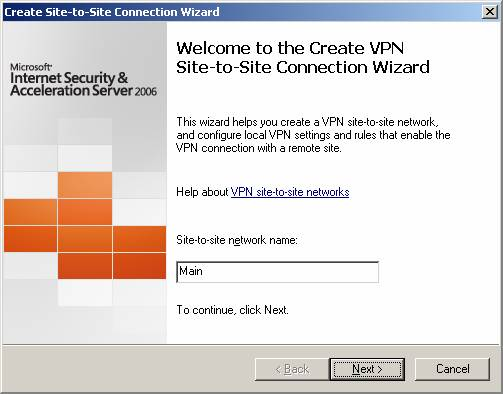 Create Site-to-Site Connection Wizard
Microsoft®
Internet Security &
Acceleration Server 2006
Welcome to the Create VPN
Site-to-Site Connection Wizard
This wizard helps you create a VPN site-to-site network,
and configure local VPN settings and rules that enable the
VPN connection with a remote site.
Help about VPN site-to-site networks
Site-to-site network name:
Main
To continue, click Next.
< Back
Next >
Cancel